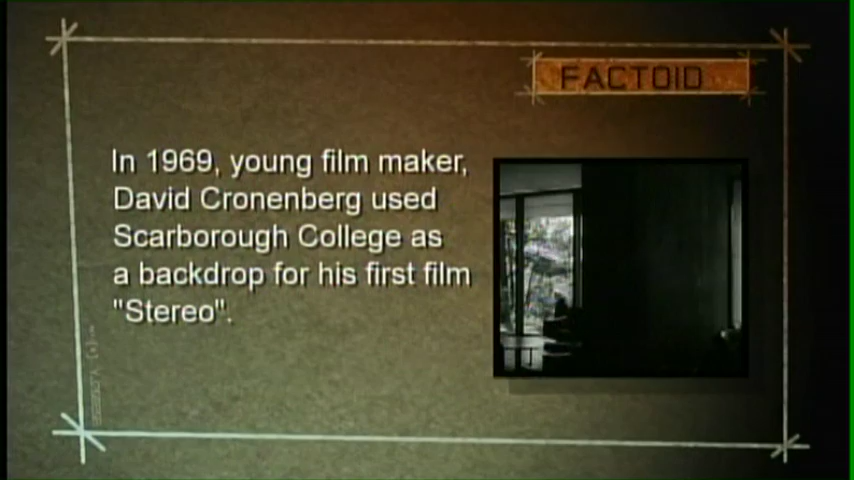 FACTOID
In 1969, young film maker,
David Cronenberg used
Scarborough College as
a backdrop for his first film
"Stereo".